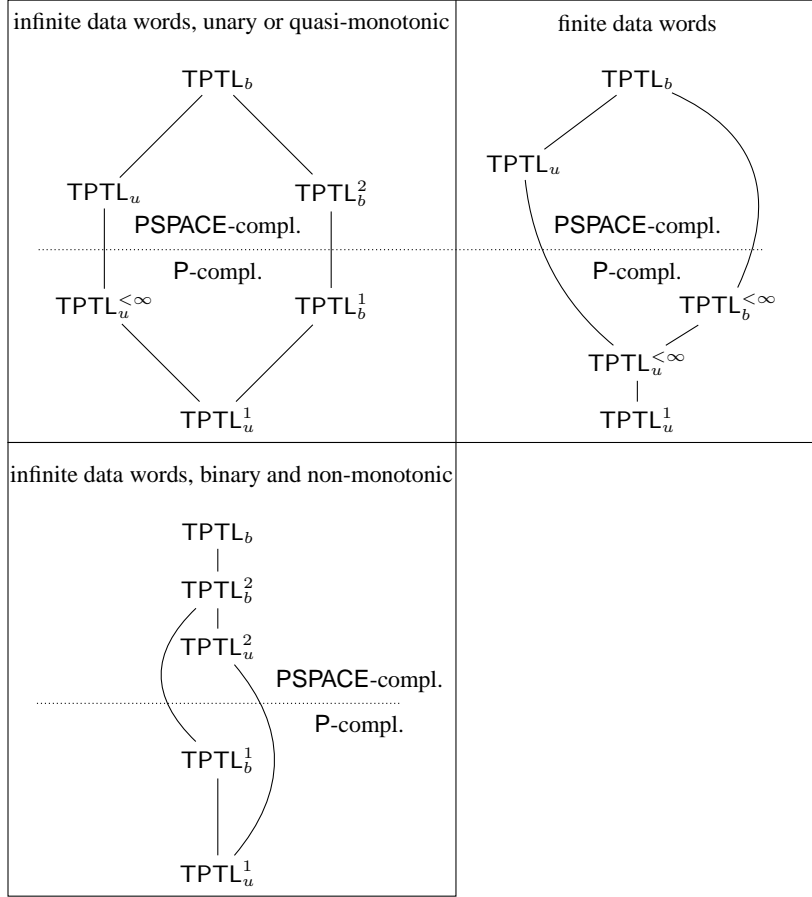 infinite data words, unary or quasi-monotonic
TPTL_b
TPTL_u
TPTL_b^2
PSPACE-compl.
P-compl.
TPTL_u^{<∞}
TPTL_b^1
TPTL_u^1
finite data words
TPTL_b
TPTL_u
PSPACE-compl.
P-compl.
TPTL_b^{<∞}
TPTL_u^{<∞}
TPTL_u^1
infinite data words, binary and non-monotonic
TPTL_b
TPTL_b^2
TPTL_u^2
PSPACE-compl.
P-compl.
TPTL_b^1
TPTL_u^1